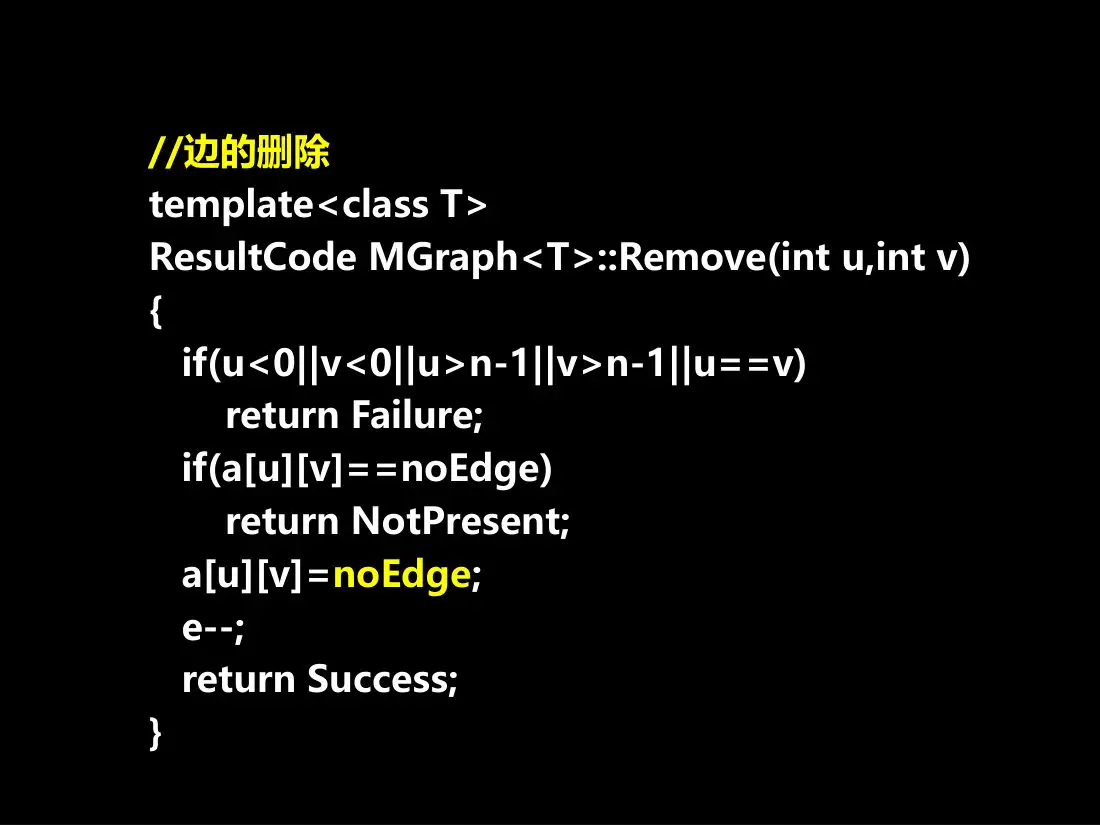 //边的删除
template<class T>
ResultCode MGraph<T>::Remove(int u,int v)
{
if(u<0||v<0||u>n-1||v>n-1||u==v)
return Failure;
if(a[u][v]==noEdge)
return NotPresent;
a[u][v]=noEdge;
e--;
return Success;
}